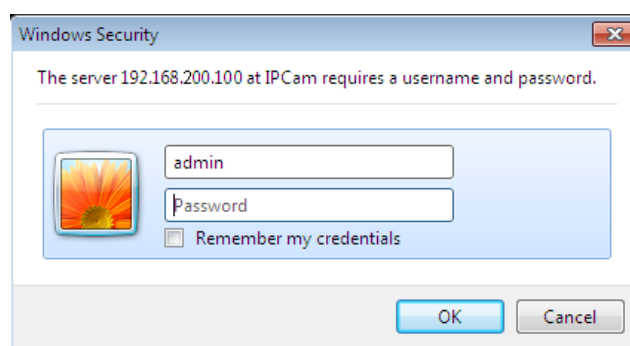 Windows Security
The server 192.168.200.100 at IPCam requires a username and password.
admin
Password
Remember my credentials
OK
Cancel